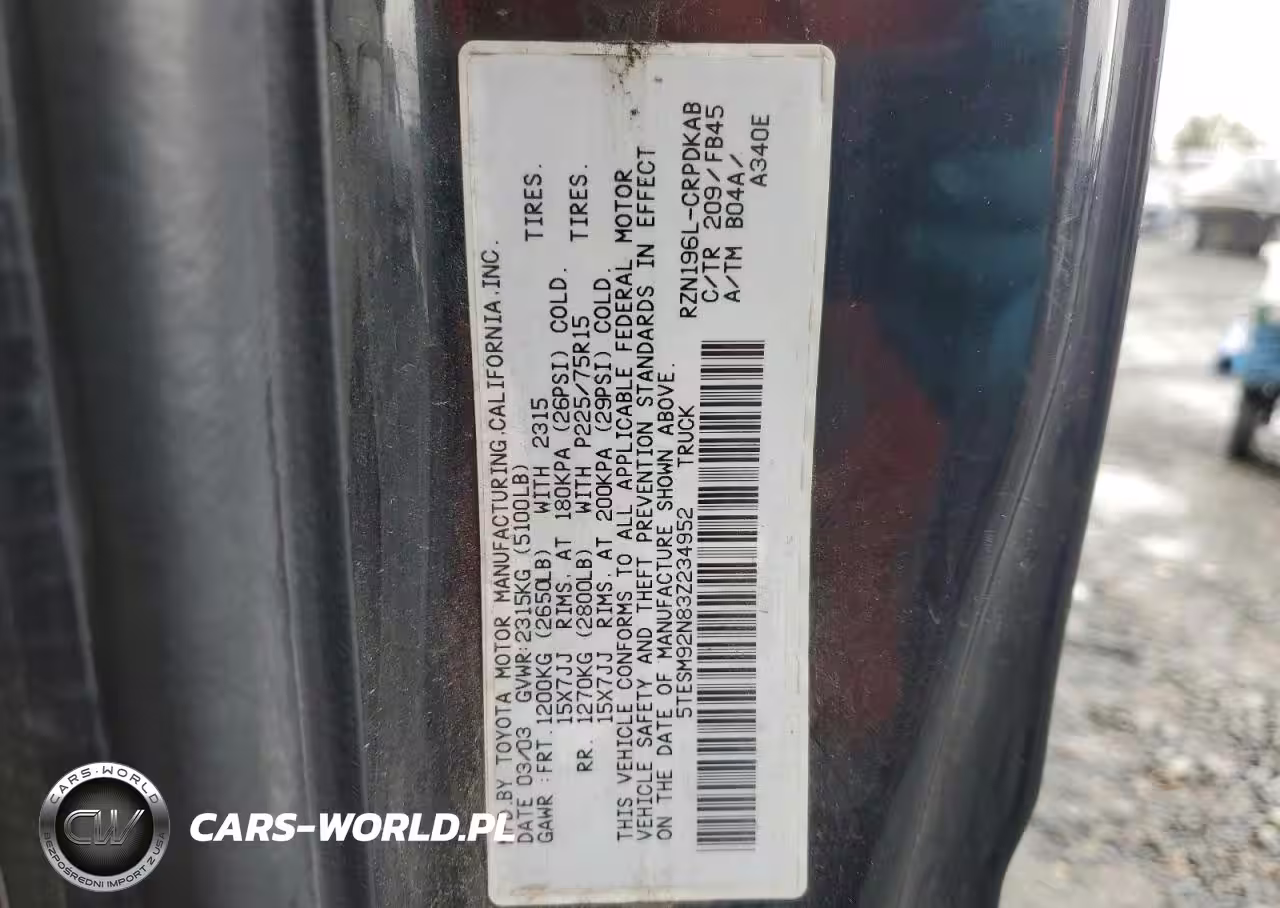 MFD.BY TOYOTA MOTOR MANUFACTURING.CALIFORNIA.INC.
DATE 03/03 GVWR:2315KG (5100LB)
GAWR :FRT.1200KG (2650LB) WITH 2315 TIRES.
15X7JJ RIMS.AT 180KPA (26PSI) COLD.
RR. 1270KG (2800LB) WITH P225/75R15 TIRES.
15X7JJ RIMS.AT 200KPA (29PSI) COLD.
THIS VEHICLE CONFORMS TO ALL APPLICABLE FEDERAL MOTOR
VEHICLE SAFETY AND THEFT PREVENTION STANDARDS IN EFFECT
ON THE DATE OF MANUFACTURE SHOWN ABOVE.
5TESM92N83Z234952 TRUCK
RZN196L-CRPDKAB
C/TR 209/FB45
A/TM B04A/
A340E
CARS-WORLD
CW
BEZPOŚREDNI IMPORT Z USA
CARS-WORLD.PL